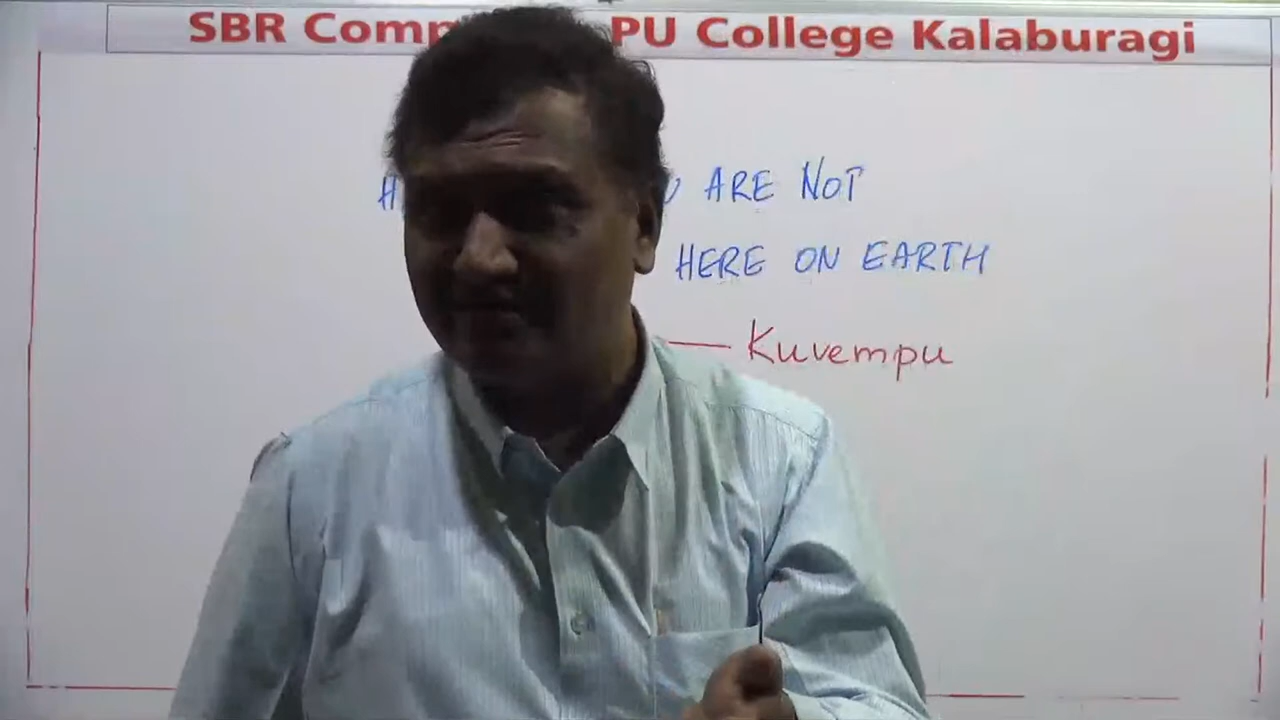 SBR Comp PU College Kalaburagi
H U ARE NOT
HERE ON EARTH
— Kuvempu